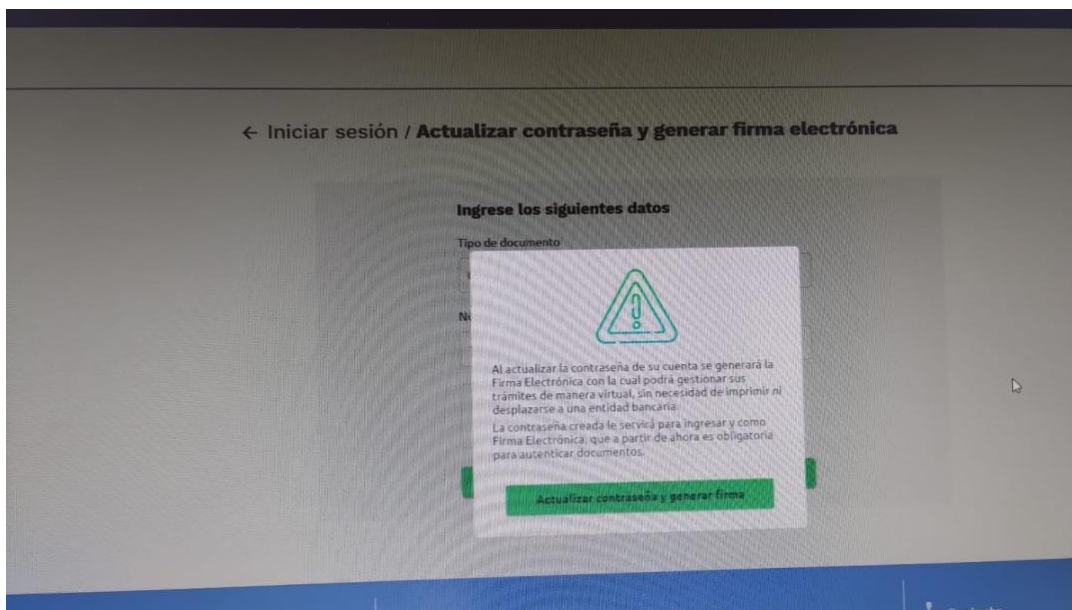 ← Iniciar sesión / Actualizar contraseña y generar firma electrónica
Ingrese los siguientes datos
Tipo de documento
Al actualizar la contraseña de su cuenta se generará la
Firma Electrónica con la cual podrá gestionar sus
trámites de manera virtual, sin necesidad de imprimir ni
desplazarse a una entidad bancaria.
La contraseña creada le servirá para ingresar y como
Firma Electrónica, que a partir de ahora es obligatoria
para autenticar documentos.
Actualizar contraseña y generar firma